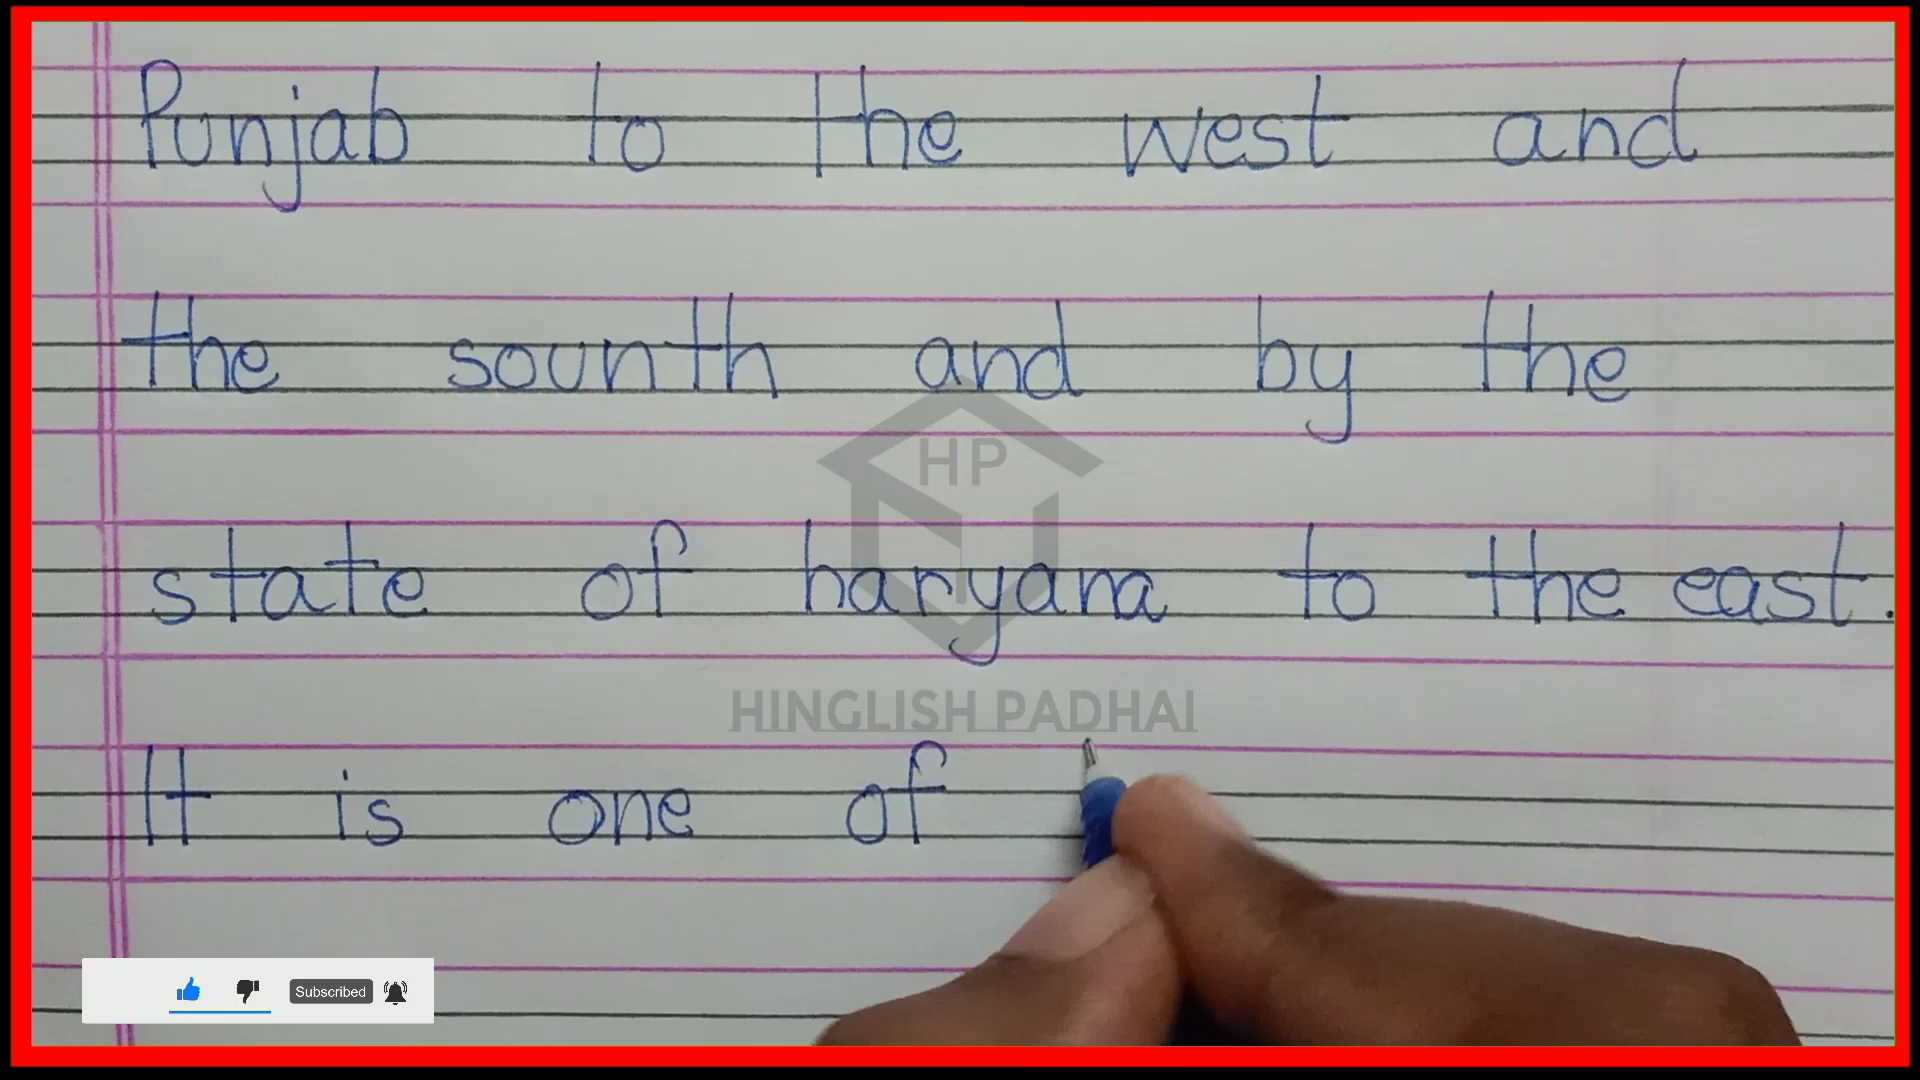 Punjab to the west and
the sounth and by the
HP
state of haryana to the east.
HINGLISH PADHAI
It is one of
Subscribed